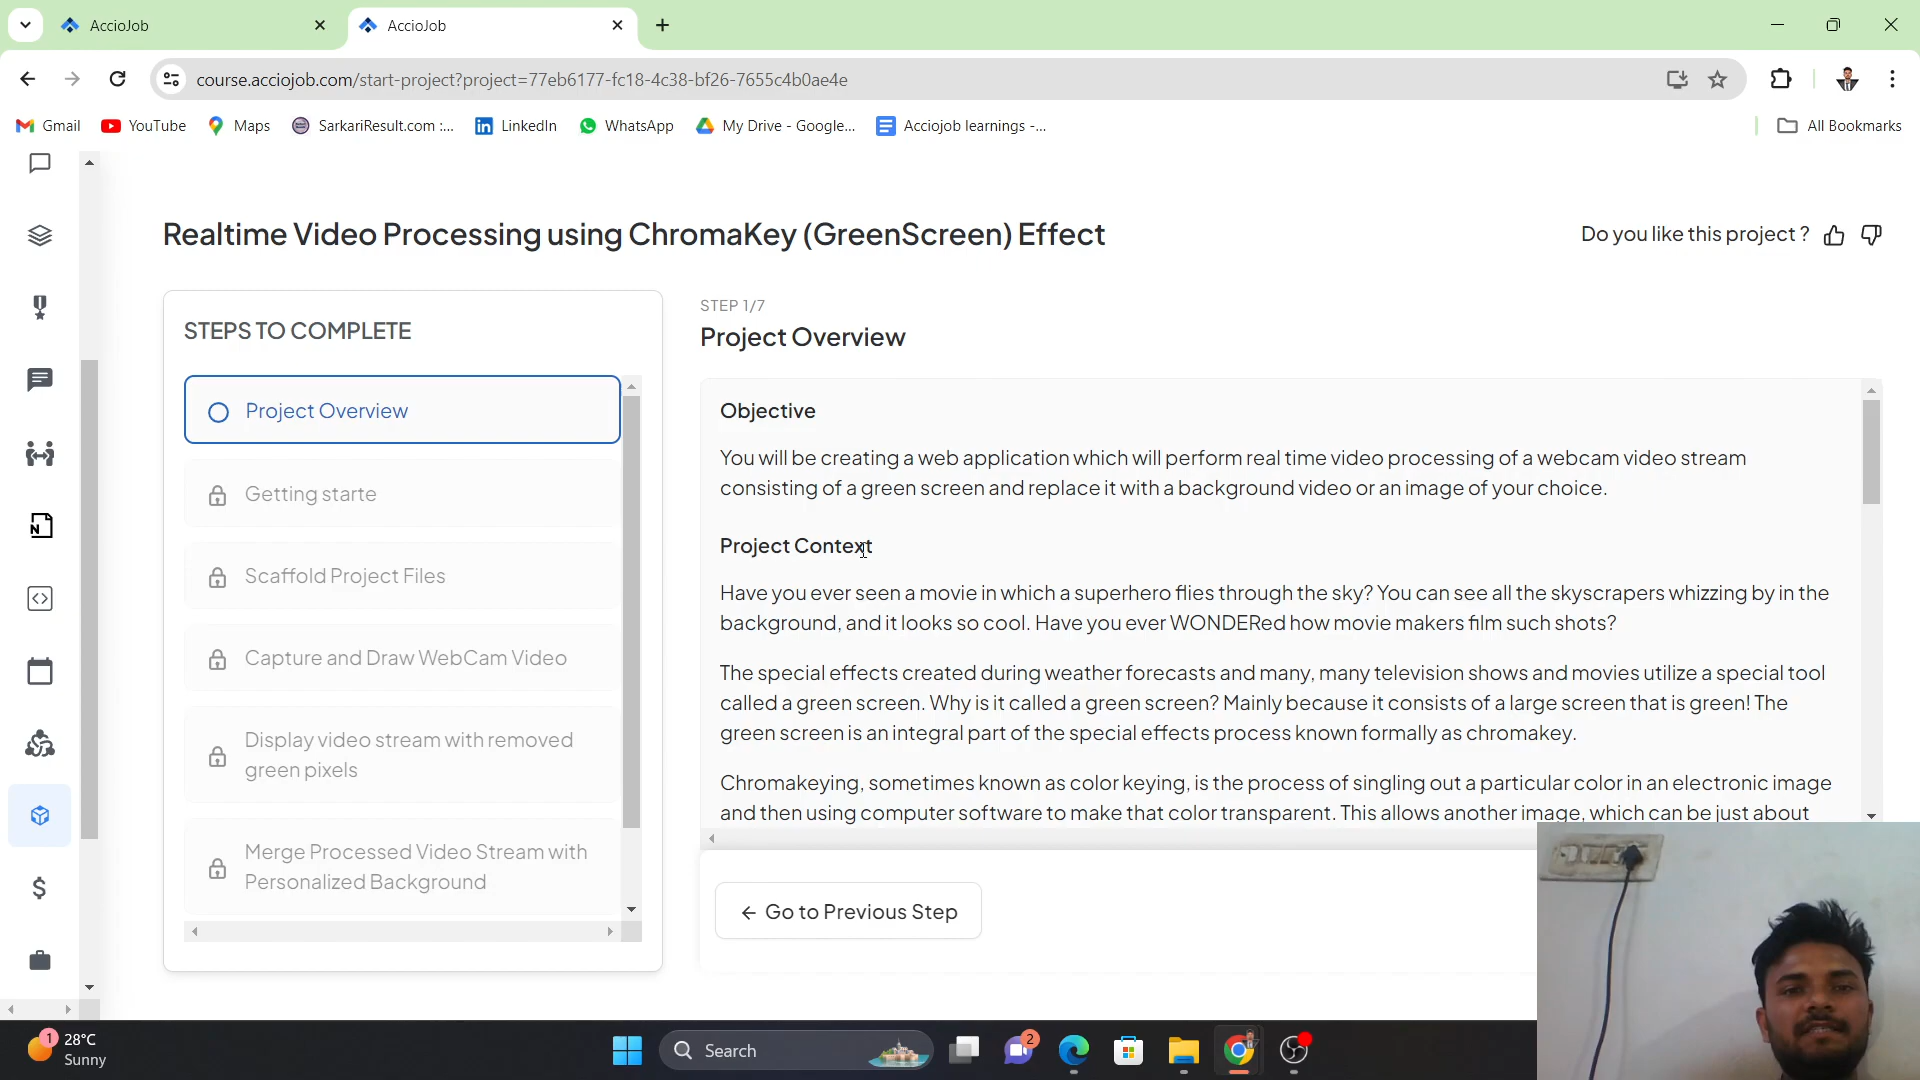 AccioJob
AccioJob
course.acciojob.com/start-project?project=77eb6177-fc18-4c38-bf26-7655c4b0ae4e
Gmail
YouTube
Maps
SarkariResult.com :...
LinkedIn
WhatsApp
My Drive - Google...
Acciojob learnings -...
All Bookmarks
Realtime Video Processing using ChromaKey (GreenScreen) Effect
Do you like this project ?
STEPS TO COMPLETE
Project Overview
Getting starte
Scaffold Project Files
Capture and Draw WebCam Video
Display video stream with removed
green pixels
Merge Processed Video Stream with
Personalized Background
STEP 1/7
Project Overview
Objective
You will be creating a web application which will perform real time video processing of a webcam video stream
consisting of a green screen and replace it with a background video or an image of your choice.
Project Context
Have you ever seen a movie in which a superhero flies through the sky? You can see all the skyscrapers whizzing by in the
background, and it looks so cool. Have you ever WONDERed how movie makers film such shots?
The special effects created during weather forecasts and many, many television shows and movies utilize a special tool
called a green screen. Why is it called a green screen? Mainly because it consists of a large screen that is green! The
green screen is an integral part of the special effects process known formally as chromakey.
Chromakeying, sometimes known as color keying, is the process of singling out a particular color in an electronic image
and then using computer software to make that color transparent. This allows another image, which can be just about
← Go to Previous Step
1
28°C
Sunny
Search
2